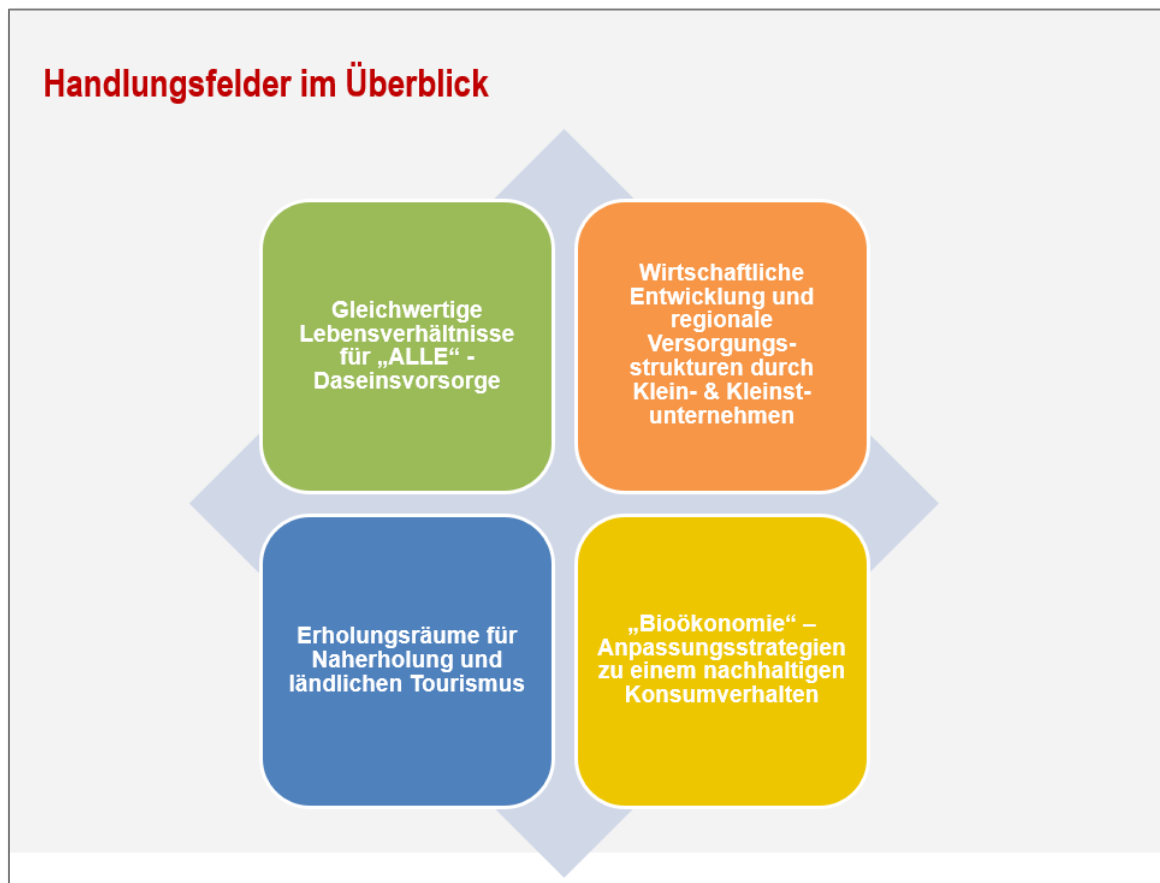 Handlungsfelder im Überblick
Gleichwertige
Lebensverhältnisse
für „ALLE“ -
Daseinsvorsorge
Wirtschaftliche
Entwicklung und
regionale
Versorgungs-
strukturen durch
Klein- & Kleinst-
unternehmen
Erholungsräume für
Naherholung und
ländlichen Tourismus
„Bioökonomie“ –
Anpassungsstrategien
zu einem nachhaltigen
Konsumverhalten